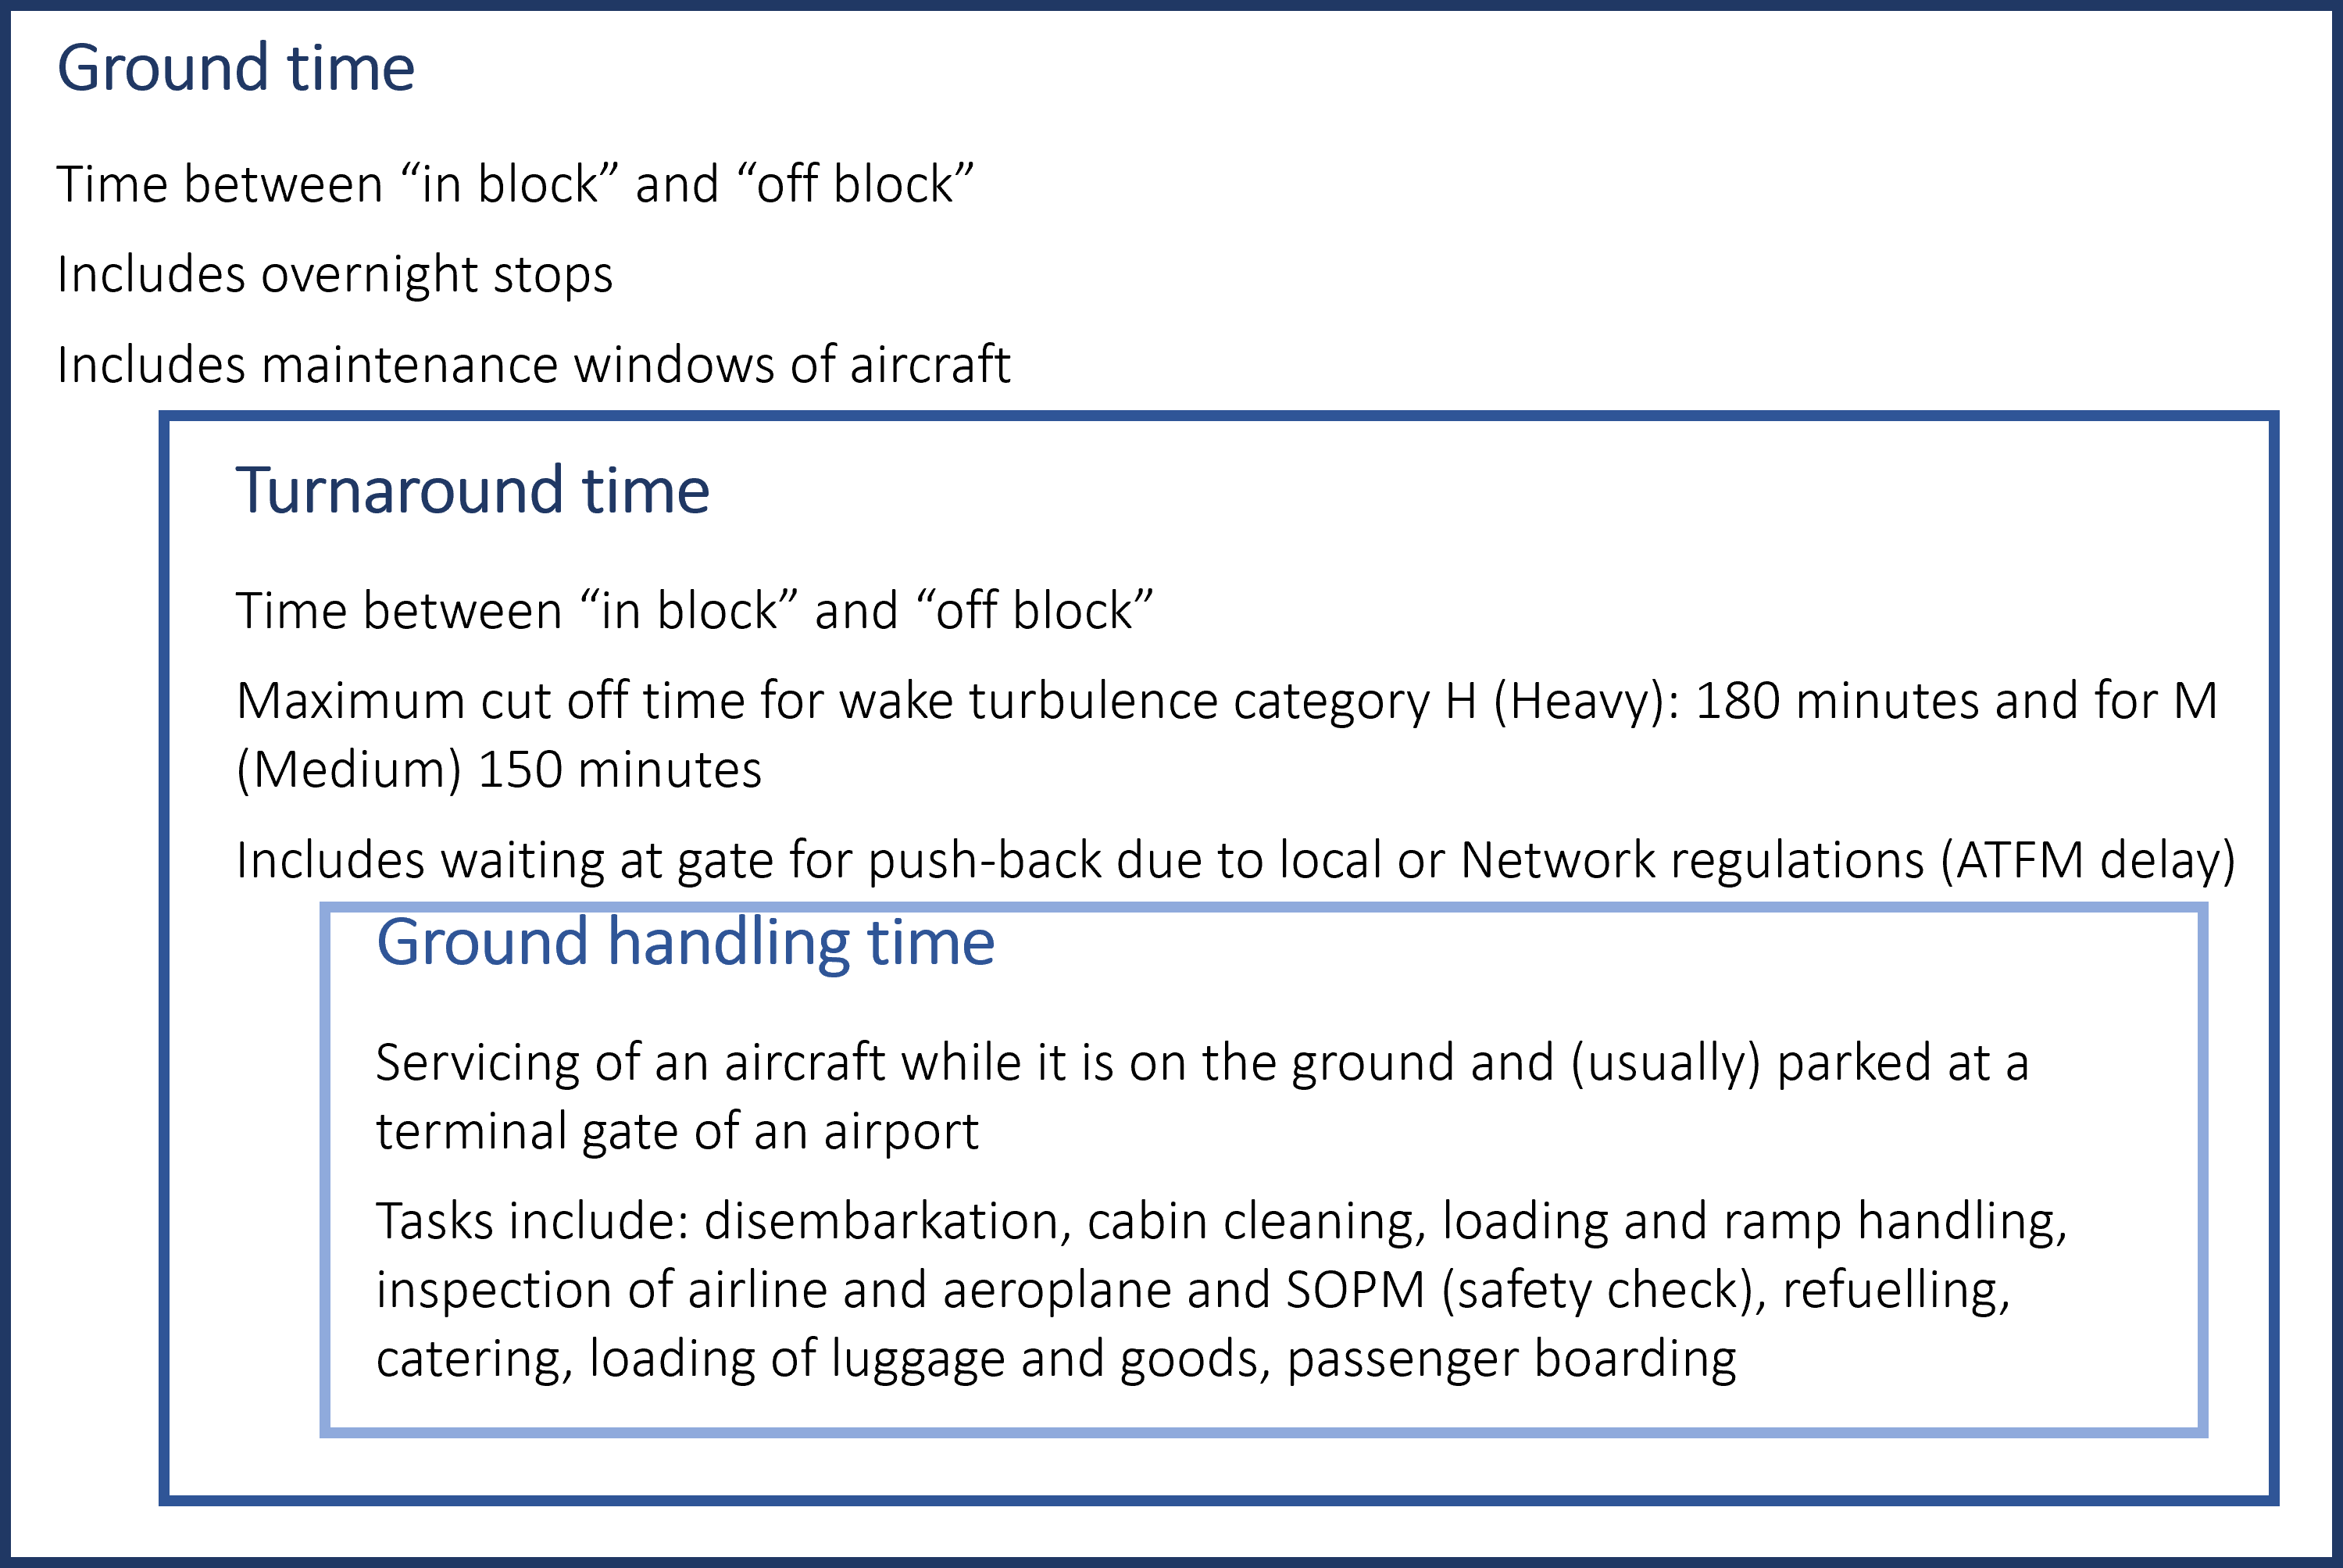 Ground time
Time between “in block” and “off block”
Includes overnight stops
Includes maintenance windows of aircraft
Turnaround time
Time between “in block” and “off block”
Maximum cut off time for wake turbulence category H (Heavy): 180 minutes and for M
(Medium) 150 minutes
Includes waiting at gate for push-back due to local or Network regulations (ATFM delay)
Ground handling time
Servicing of an aircraft while it is on the ground and (usually) parked at a
terminal gate of an airport
Tasks include: disembarkation, cabin cleaning, loading and ramp handling,
inspection of airline and aeroplane and SOPM (safety check), refuelling,
catering, loading of luggage and goods, passenger boarding